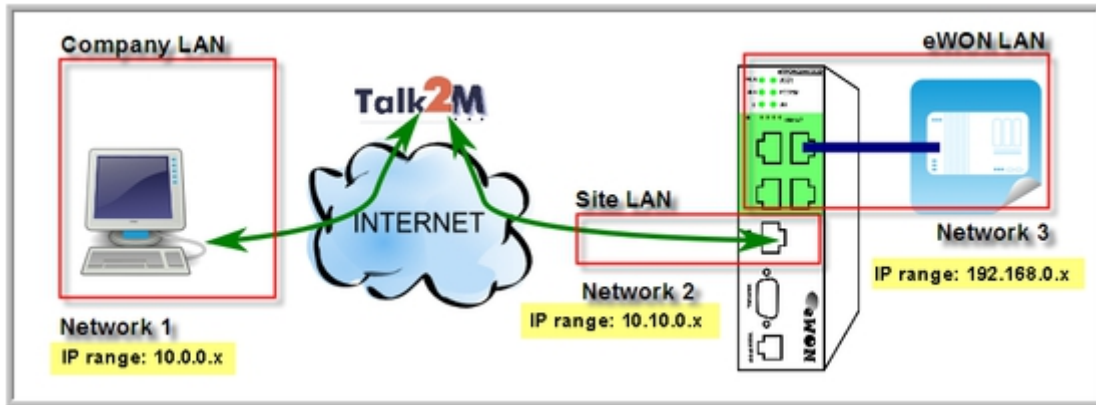 Company LAN
eWON LAN
Talk2M
...
INTERNET
Site LAN
Network 1
IP range: 10.0.0.x
Network 2
IP range: 10.10.0.x
Network 3
IP range: 192.168.0.x
eWON